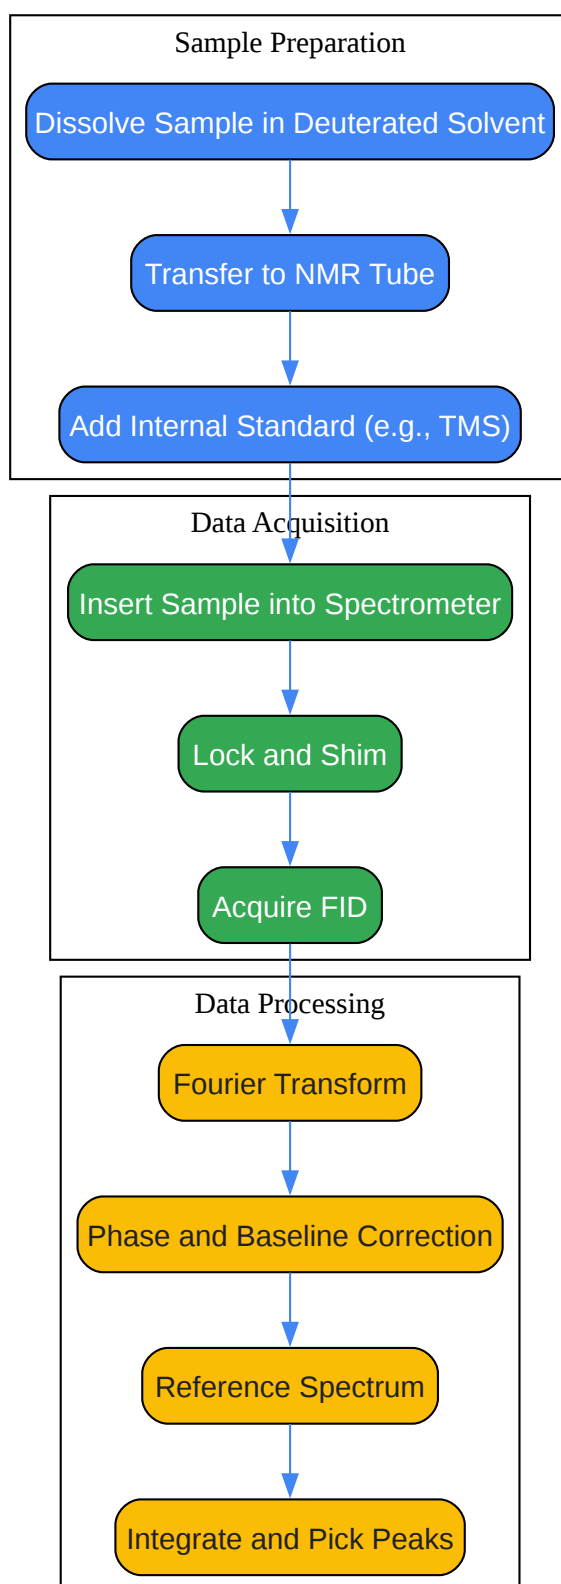 Sample Preparation
Dissolve Sample in Deuterated Solvent
Transfer to NMR Tube
Add Internal Standard (e.g., TMS)
Data Acquisition
Insert Sample into Spectrometer
Lock and Shim
Acquire FID
Data Processing
Fourier Transform
Phase and Baseline Correction
Reference Spectrum
Integrate and Pick Peaks